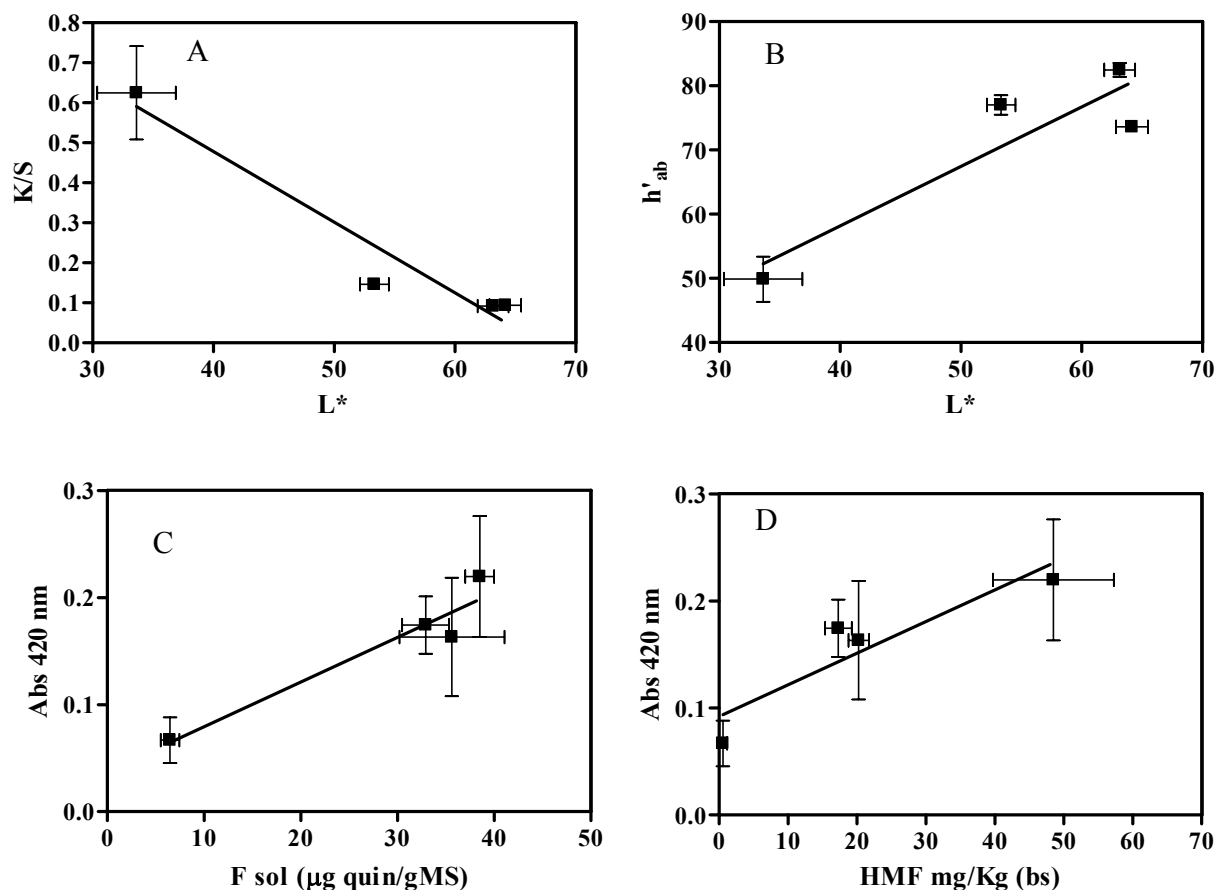 A
K/S
0.8
0.7
0.6
0.5
0.4
0.3
0.2
0.1
0.0
30 40 50 60 70
L*
B
h'ab
90
80
70
60
50
40
30 40 50 60 70
L*
C
Abs 420 nm
0.3
0.2
0.1
0.0
0 10 20 30 40 50
F sol (μg quin/gMS)
D
Abs 420 nm
0.3
0.2
0.1
0.0
0 10 20 30 40 50 60 70
HMF mg/Kg (bs)